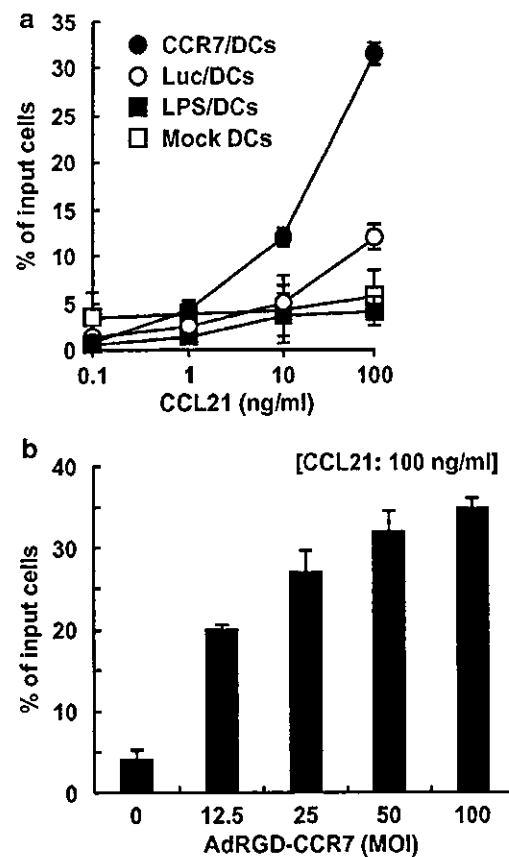 a
35
30
25
20
15
10
5
0
% of input cells
CCR7/DCs
Luc/DCs
LPS/DCs
Mock DCs
0.1 1 10 100
CCL21 (ng/ml)
b
[CCL21: 100 ng/ml]
40
30
20
10
0
% of input cells
0 12.5 25 50 100
AdRGD-CCR7 (MOI)